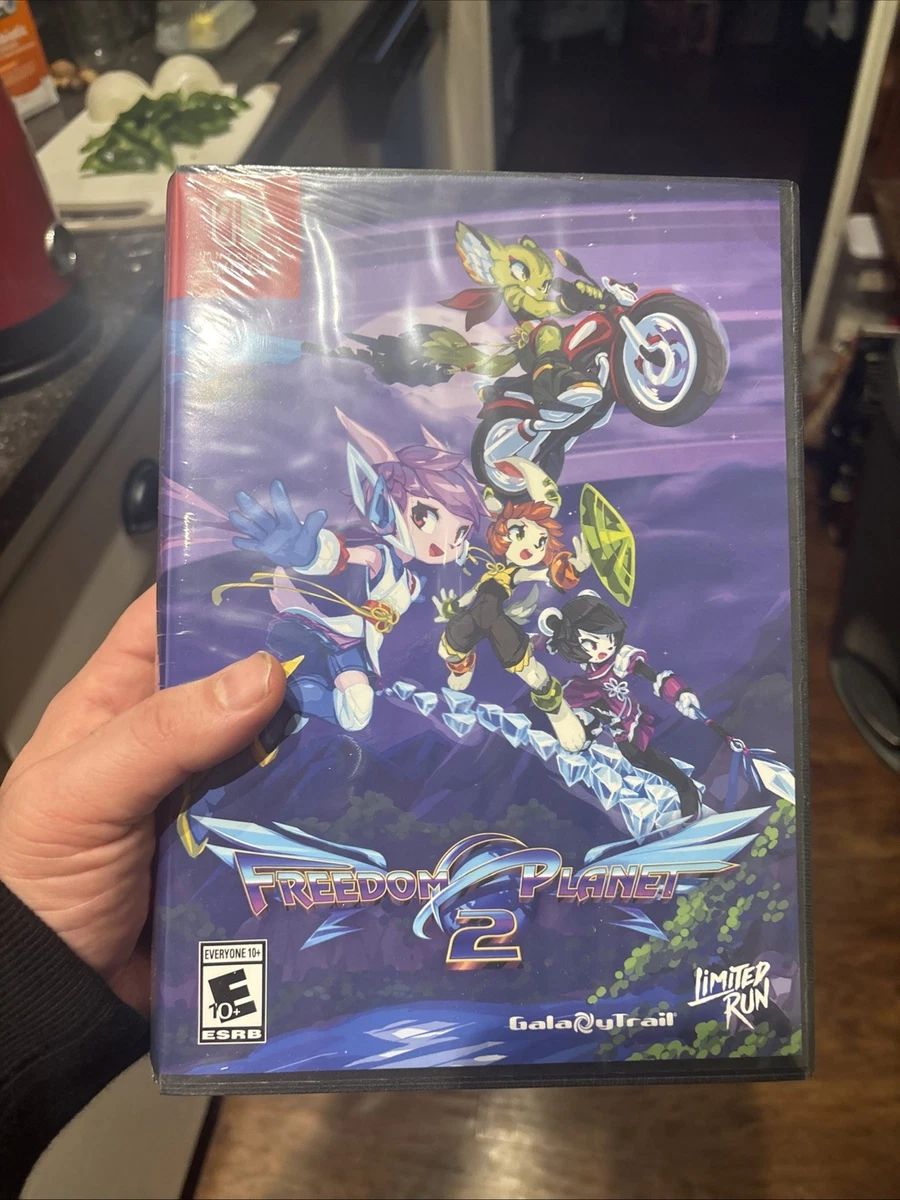 FREEDOM PLANET
2
EVERYONE 10+
E
10+
ESRB
GalaxyTrail
LIMITED
RUN